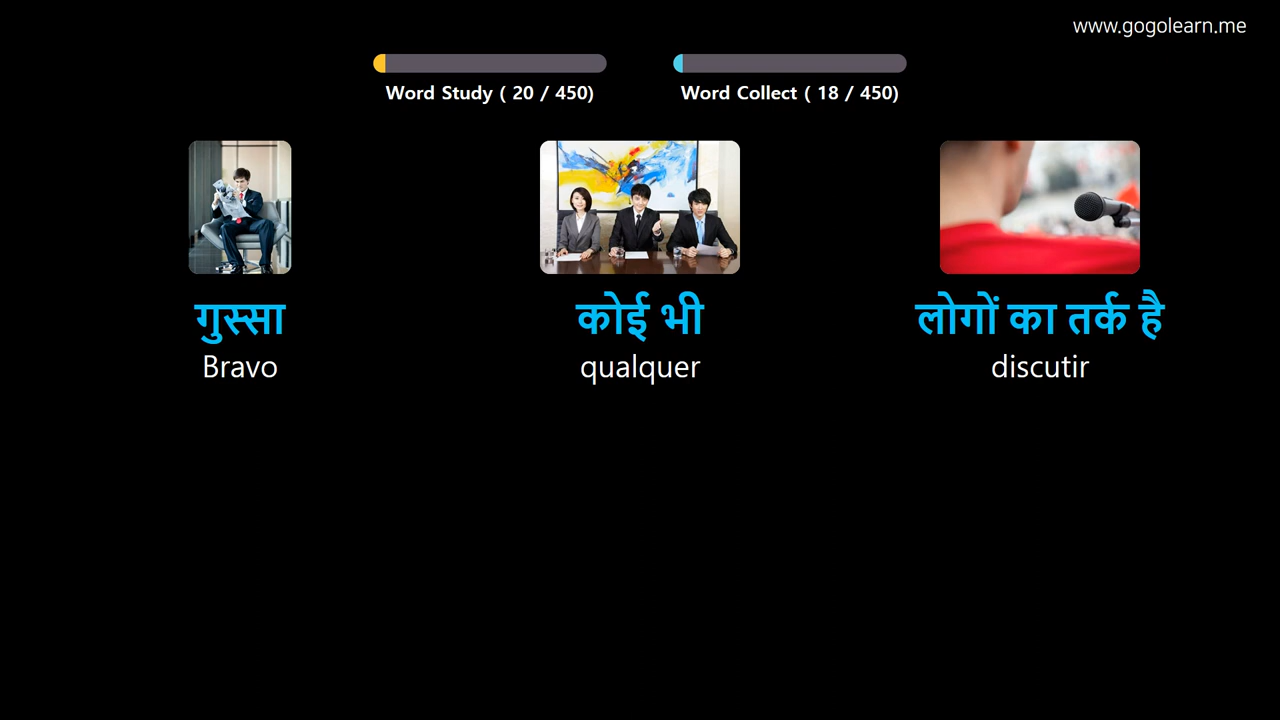 www.gogolearn.me
Word Study ( 20 / 450)
Word Collect ( 18 / 450)
गुस्सा
Bravo
कोई भी
qualquer
लोगों का तर्क है
discutir